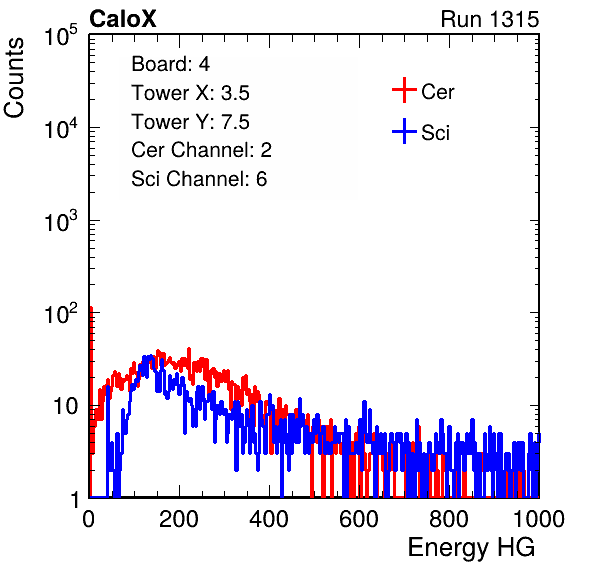 CaloX Run 1315
Counts
10^5
10^4
10^3
10^2
10
1
Board: 4
Tower X: 3.5
Tower Y: 7.5
Cer Channel: 2
Sci Channel: 6
Cer
Sci
0 200 400 600 800 1000
Energy HG